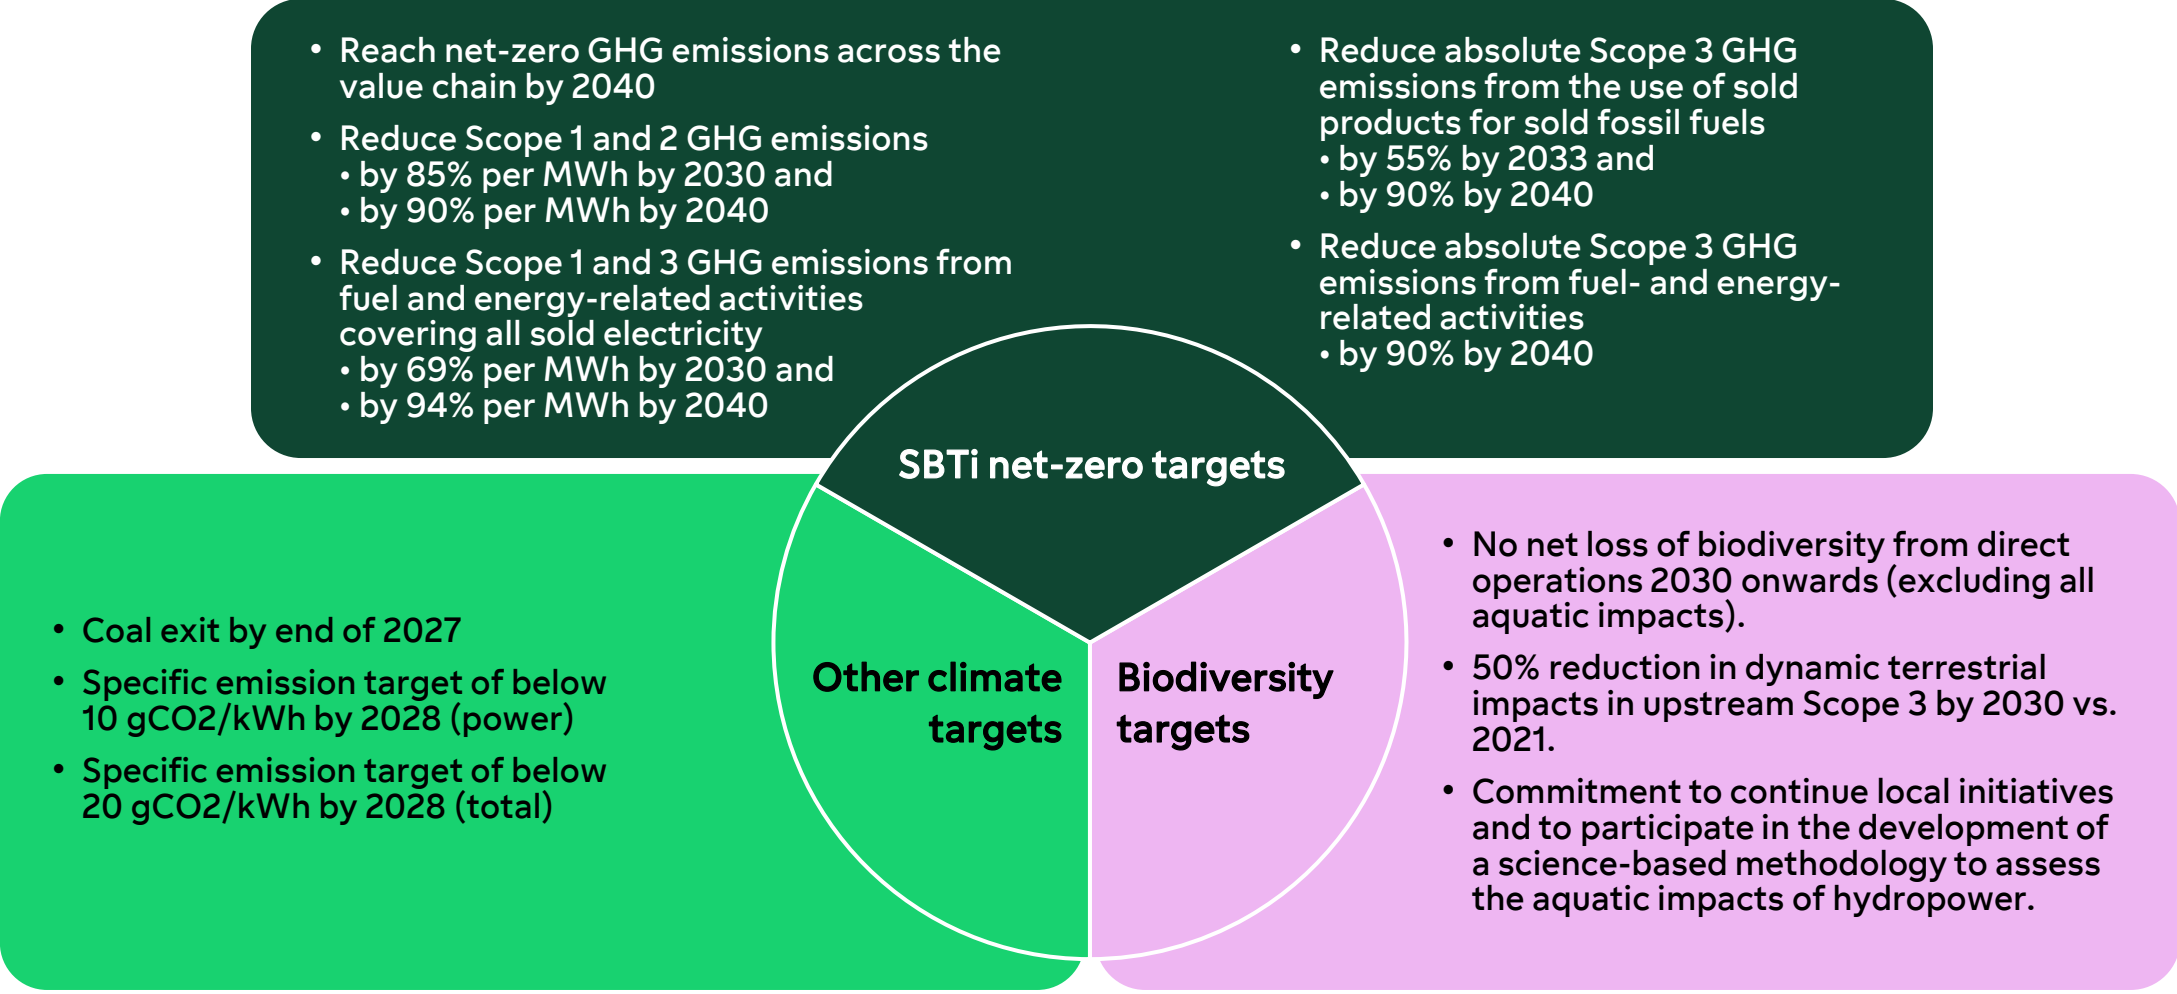 • Reach net-zero GHG emissions across the
value chain by 2040
• Reduce Scope 1 and 2 GHG emissions
• by 85% per MWh by 2030 and
• by 90% per MWh by 2040
• Reduce Scope 1 and 3 GHG emissions from
fuel and energy-related activities
covering all sold electricity
• by 69% per MWh by 2030 and
• by 94% per MWh by 2040
• Reduce absolute Scope 3 GHG
emissions from the use of sold
products for sold fossil fuels
• by 55% by 2033 and
• by 90% by 2040
• Reduce absolute Scope 3 GHG
emissions from fuel- and energy-
related activities
• by 90% by 2040
SBTi net-zero targets
• Coal exit by end of 2027
• Specific emission target of below
10 gCO2/kWh by 2028 (power)
• Specific emission target of below
20 gCO2/kWh by 2028 (total)
Other climate
targets
Biodiversity
targets
• No net loss of biodiversity from direct
operations 2030 onwards (excluding all
aquatic impacts).
• 50% reduction in dynamic terrestrial
impacts in upstream Scope 3 by 2030 vs.
2021.
• Commitment to continue local initiatives
and to participate in the development of
a science-based methodology to assess
the aquatic impacts of hydropower.